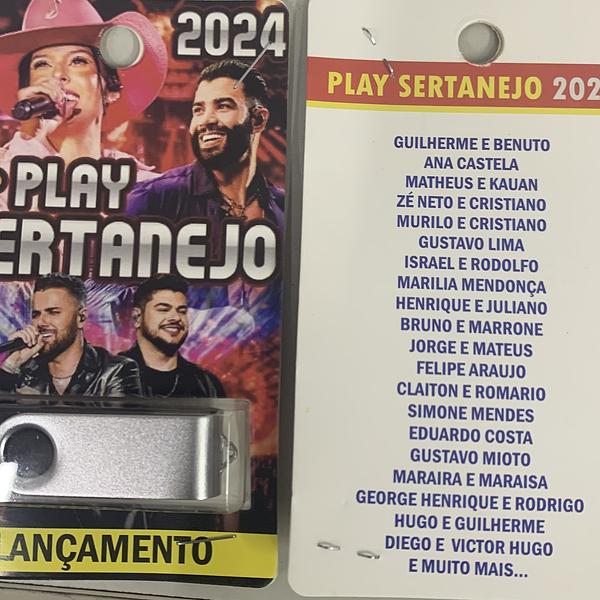 2024
PLAY
ERTANEJO
LANÇAMENTO
PLAY SERTANEJO 202
GUILHERME E BENUTO
ANA CASTELA
MATHEUS E KAUAN
ZÉ NETO E CRISTIANO
MURILO E CRISTIANO
GUSTAVO LIMA
ISRAEL E RODOLFO
MARILIA MENDONÇA
HENRIQUE E JULIANO
BRUNO E MARRONE
JORGE E MATEUS
FELIPE ARAUJO
CLAITON E ROMARIO
SIMONE MENDES
EDUARDO COSTA
GUSTAVO MIOTO
MARAIRA E MARAISA
GEORGE HENRIQUE E RODRIGO
HUGO E GUILHERME
DIEGO E VICTOR HUGO
E MUITO MAIS...